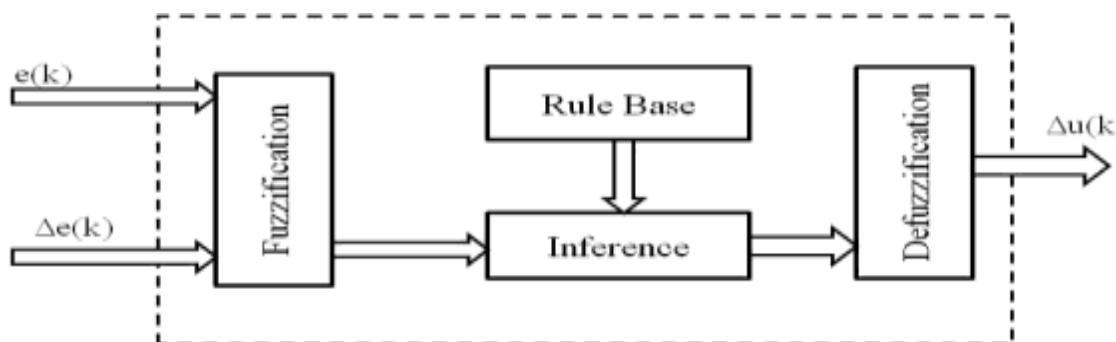 e(k)
Δe(k)
Fuzzification
Rule Base
Inference
Defuzzification
Δu(k